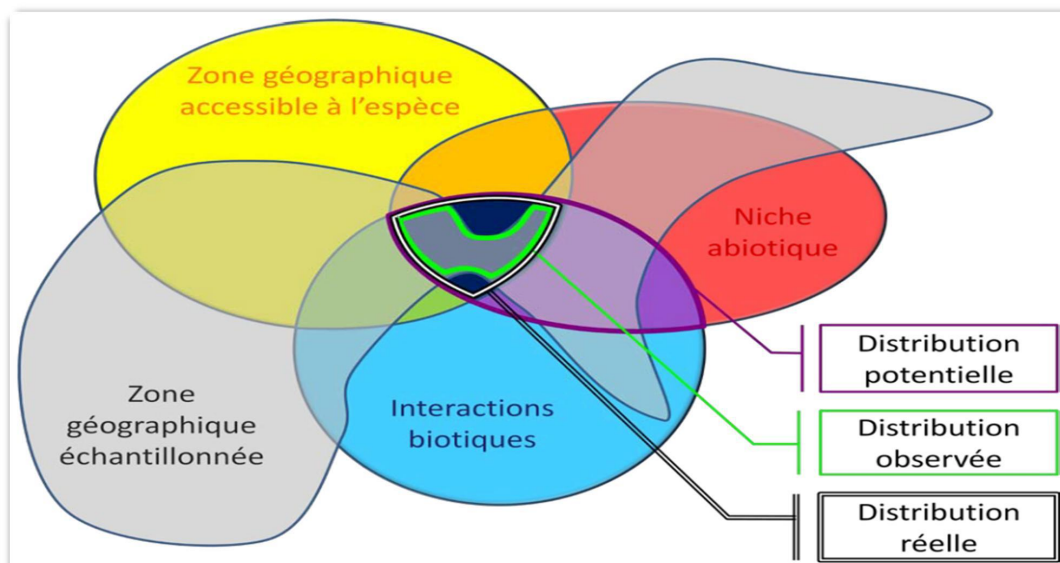 Zone géographique
accessible à l'espèce
Niche
abiotique
Zone
géographique
échantillonnée
Interactions
biotiques
Distribution
potentielle
Distribution
observée
Distribution
réelle